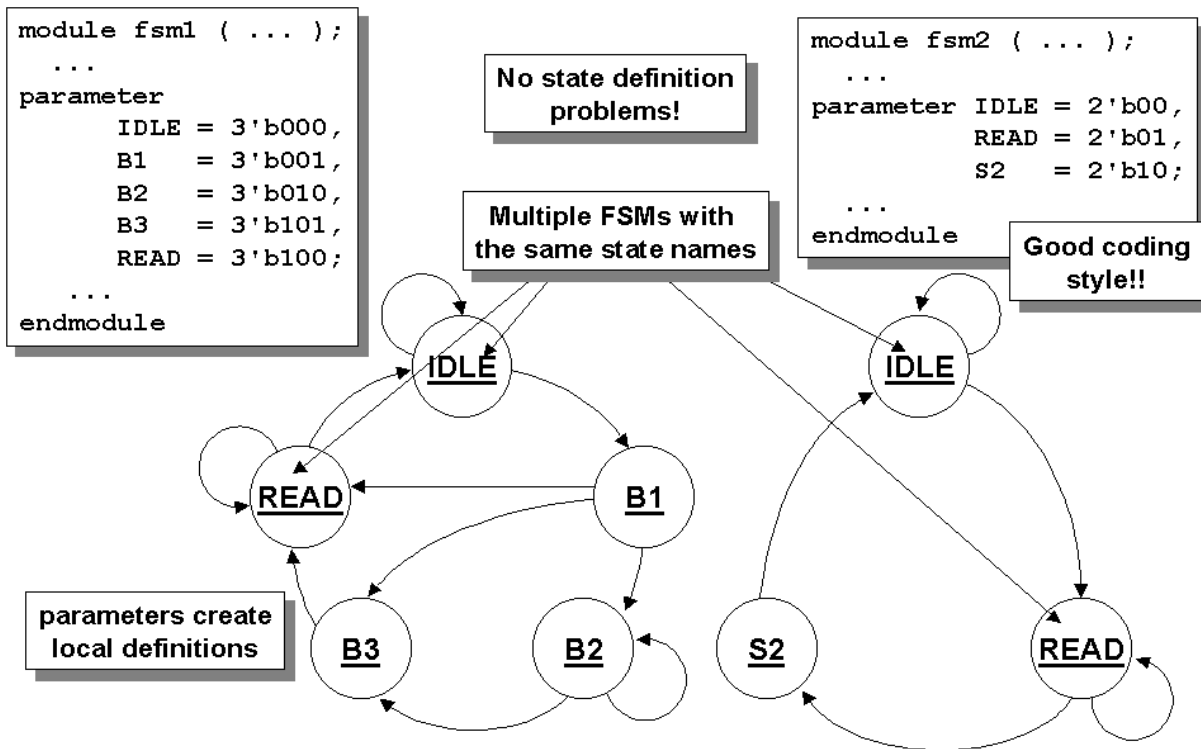 module fsm1 ( ... );
...
parameter
IDLE = 3'b000,
B1 = 3'b001,
B2 = 3'b010,
B3 = 3'b101,
READ = 3'b100;
...
endmodule
No state definition
problems!
module fsm2 ( ... );
...
parameter IDLE = 2'b00,
READ = 2'b01,
S2 = 2'b10;
...
endmodule
Multiple FSMs with
the same state names
Good coding
style!!
IDLE
READ
B1
B3
B2
parameters create
local definitions
IDLE
S2
READ